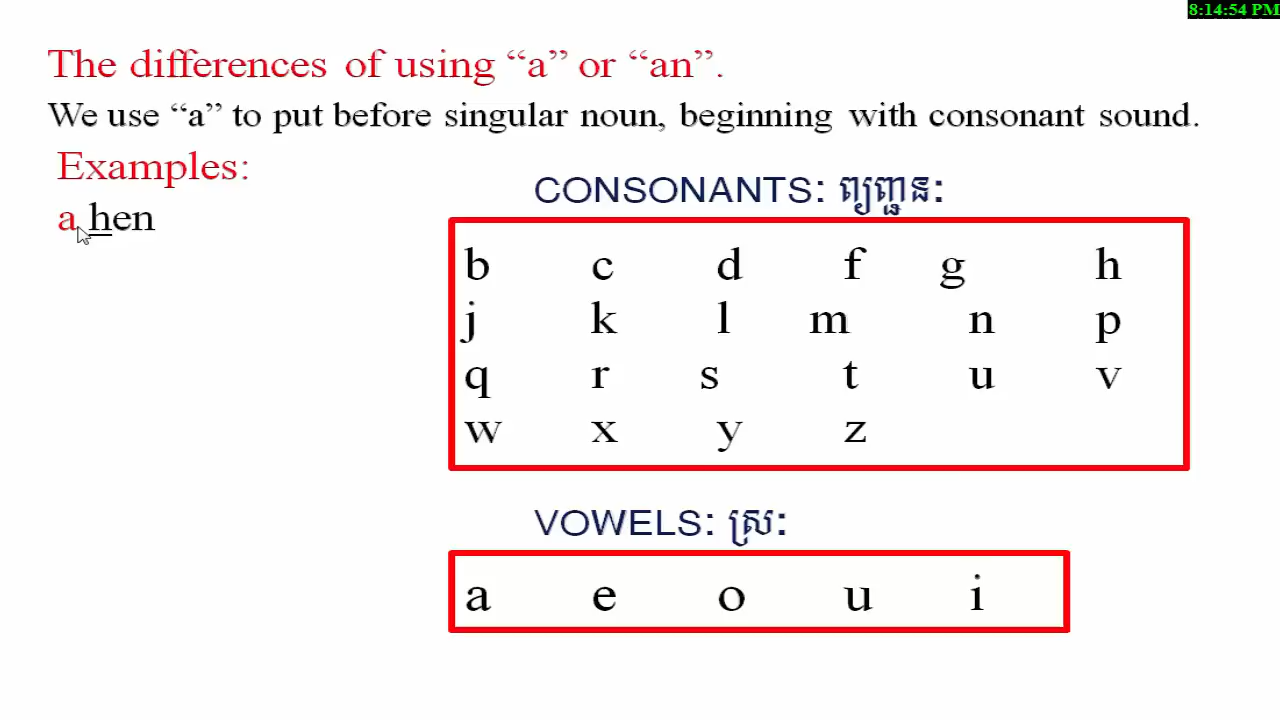 8:14:54 PM
The differences of using “a” or “an”.
We use “a” to put before singular noun, beginning with consonant sound.
Examples:
a hen
CONSONANTS: ព្យញ្ជនៈ
b c d f g h
j k l m n p
q r s t u v
w x y z
VOWELS: ស្រៈ
a e o u i